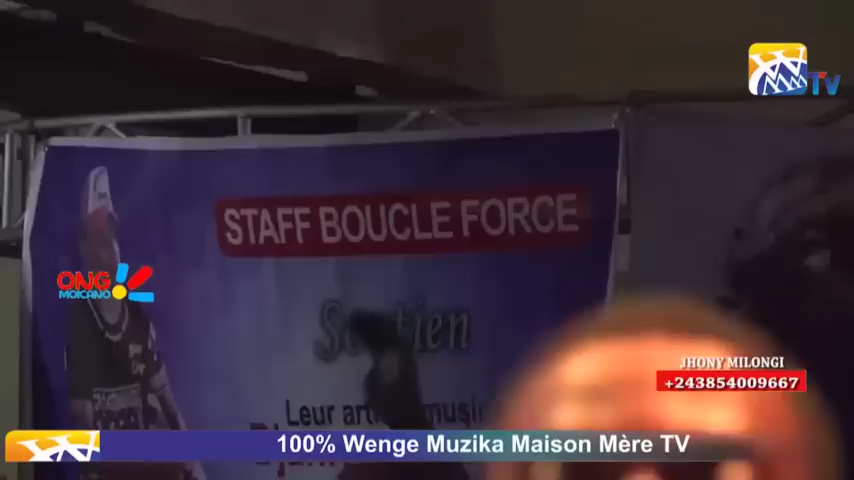 Tv
STAFF BOUCLE FORCE
ONG
MOICANO
Soutien
JHONY MILONGI
+243854009667
Leur
100% Wenge Muzika Maison Mère TV